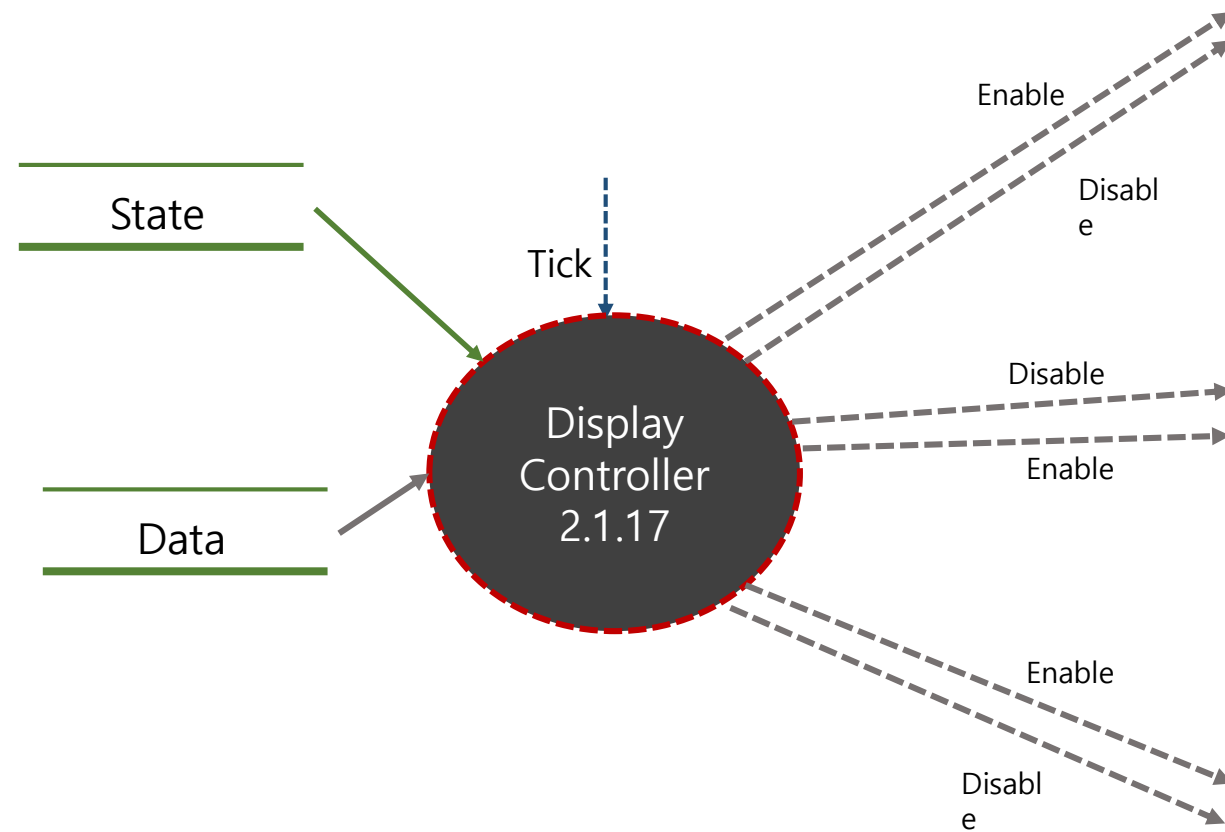 Enable
Disabl
e
State
Tick
Disable
Display
Controller
2.1.17
Enable
Data
Enable
Disabl
e